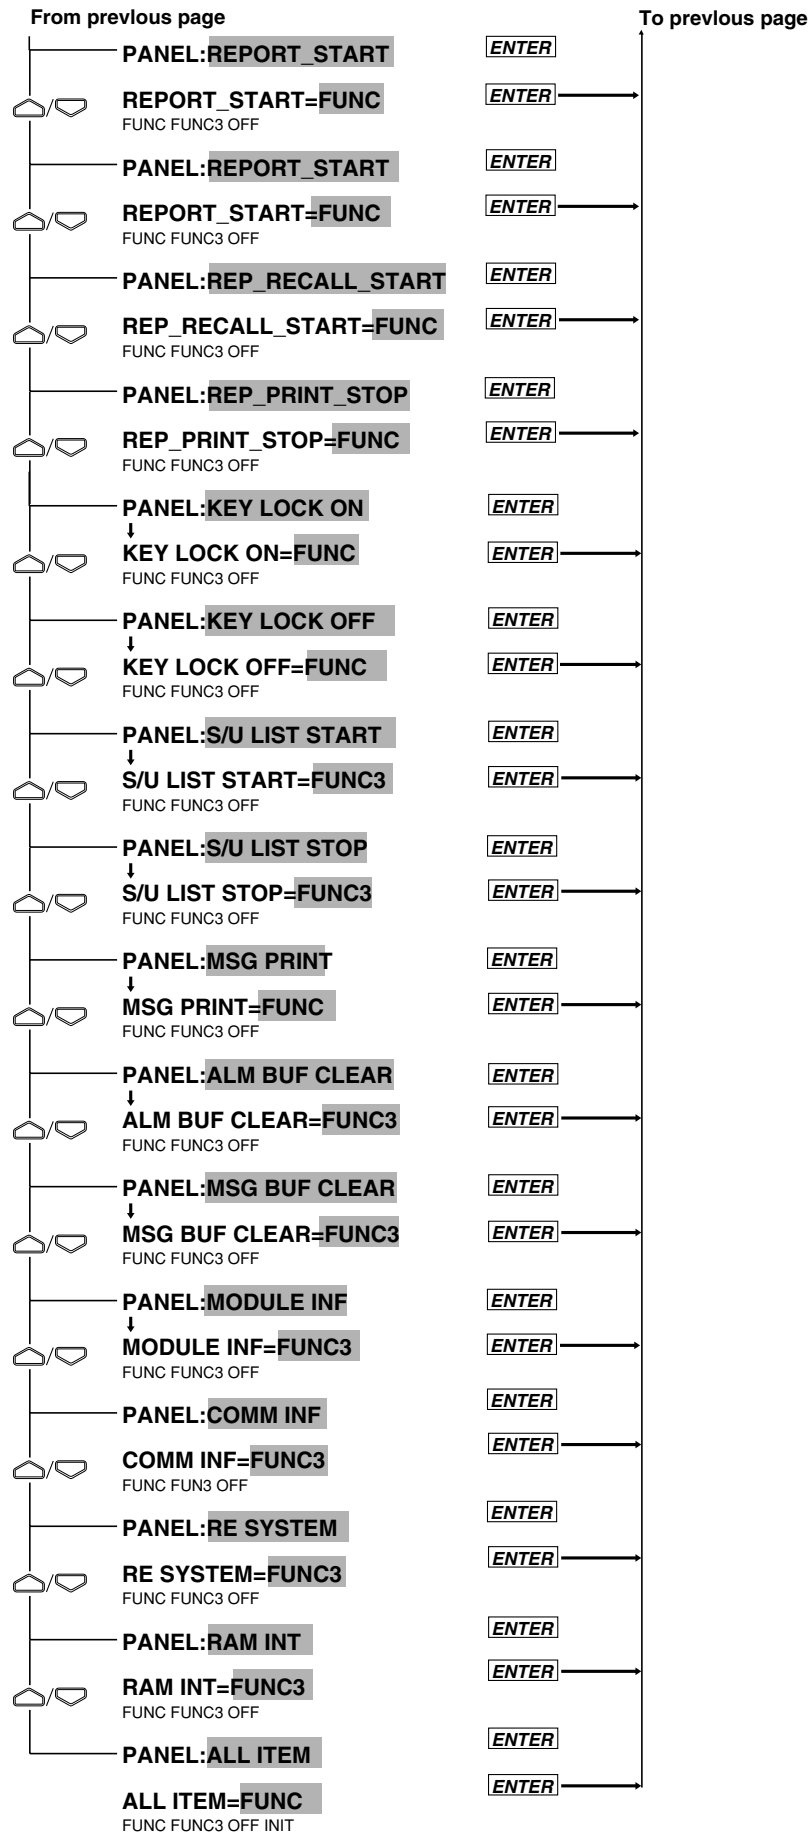 From prevlous page
To prevlous page
PANEL:REPORT_START ENTER
REPORT_START=FUNC ENTER
FUNC FUNC3 OFF
PANEL:REPORT_START ENTER
REPORT_START=FUNC ENTER
FUNC FUNC3 OFF
PANEL:REP_RECALL_START ENTER
REP_RECALL_START=FUNC ENTER
FUNC FUNC3 OFF
PANEL:REP_PRINT_STOP ENTER
REP_PRINT_STOP=FUNC ENTER
FUNC FUNC3 OFF
PANEL:KEY LOCK ON ENTER
KEY LOCK ON=FUNC ENTER
FUNC FUNC3 OFF
PANEL:KEY LOCK OFF ENTER
KEY LOCK OFF=FUNC ENTER
FUNC FUNC3 OFF
PANEL:S/U LIST START ENTER
S/U LIST START=FUNC3 ENTER
FUNC FUNC3 OFF
PANEL:S/U LIST STOP ENTER
S/U LIST STOP=FUNC3 ENTER
FUNC FUNC3 OFF
PANEL:MSG PRINT ENTER
MSG PRINT=FUNC ENTER
FUNC FUNC3 OFF
PANEL:ALM BUF CLEAR ENTER
ALM BUF CLEAR=FUNC3 ENTER
FUNC FUNC3 OFF
PANEL:MSG BUF CLEAR ENTER
MSG BUF CLEAR=FUNC3 ENTER
FUNC FUNC3 OFF
PANEL:MODULE INF ENTER
MODULE INF=FUNC3 ENTER
FUNC FUNC3 OFF
PANEL:COMM INF ENTER
COMM INF=FUNC3 ENTER
FUNC FUN3 OFF
PANEL:RE SYSTEM ENTER
RE SYSTEM=FUNC3 ENTER
FUNC FUNC3 OFF
PANEL:RAM INT ENTER
RAM INT=FUNC3 ENTER
FUNC FUNC3 OFF
PANEL:ALL ITEM ENTER
ALL ITEM=FUNC ENTER
FUNC FUNC3 OFF INIT